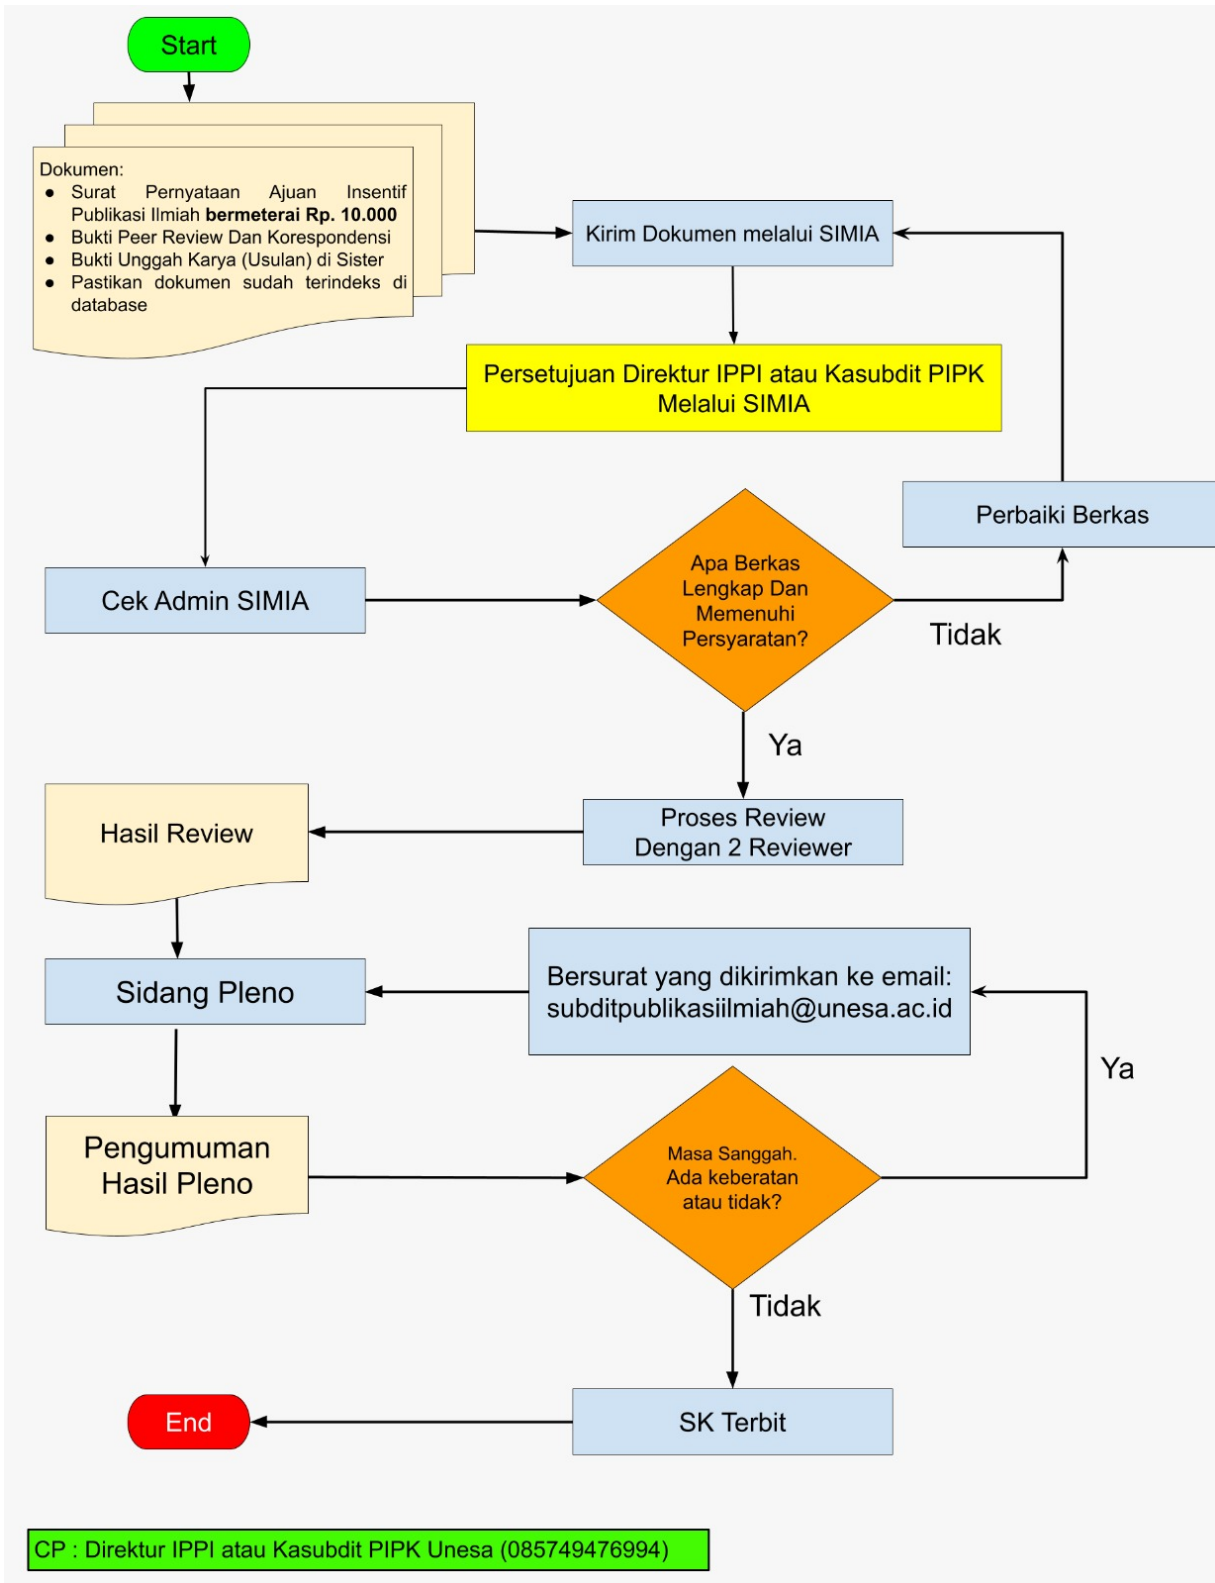 Start
Dokumen:
● Surat Pernyataan Ajuan Insentif
Publikasi Ilmiah bermeterai Rp. 10.000
● Bukti Peer Review Dan Korespondensi
● Bukti Unggah Karya (Usulan) di Sister
● Pastikan dokumen sudah terindeks di
database
Kirim Dokumen melalui SIMIA
Persetujuan Direktur IPPI atau Kasubdit PIPK
Melalui SIMIA
Perbaiki Berkas
Cek Admin SIMIA
Apa Berkas
Lengkap Dan
Memenuhi
Persyaratan?
Tidak
Ya
Proses Review
Dengan 2 Reviewer
Hasil Review
Sidang Pleno
Bersurat yang dikirimkan ke email:
subditpublikasiilmiah@unesa.ac.id
Ya
Pengumuman
Hasil Pleno
Masa Sanggah.
Ada keberatan
atau tidak?
Tidak
SK Terbit
End
CP : Direktur IPPI atau Kasubdit PIPK Unesa (085749476994)